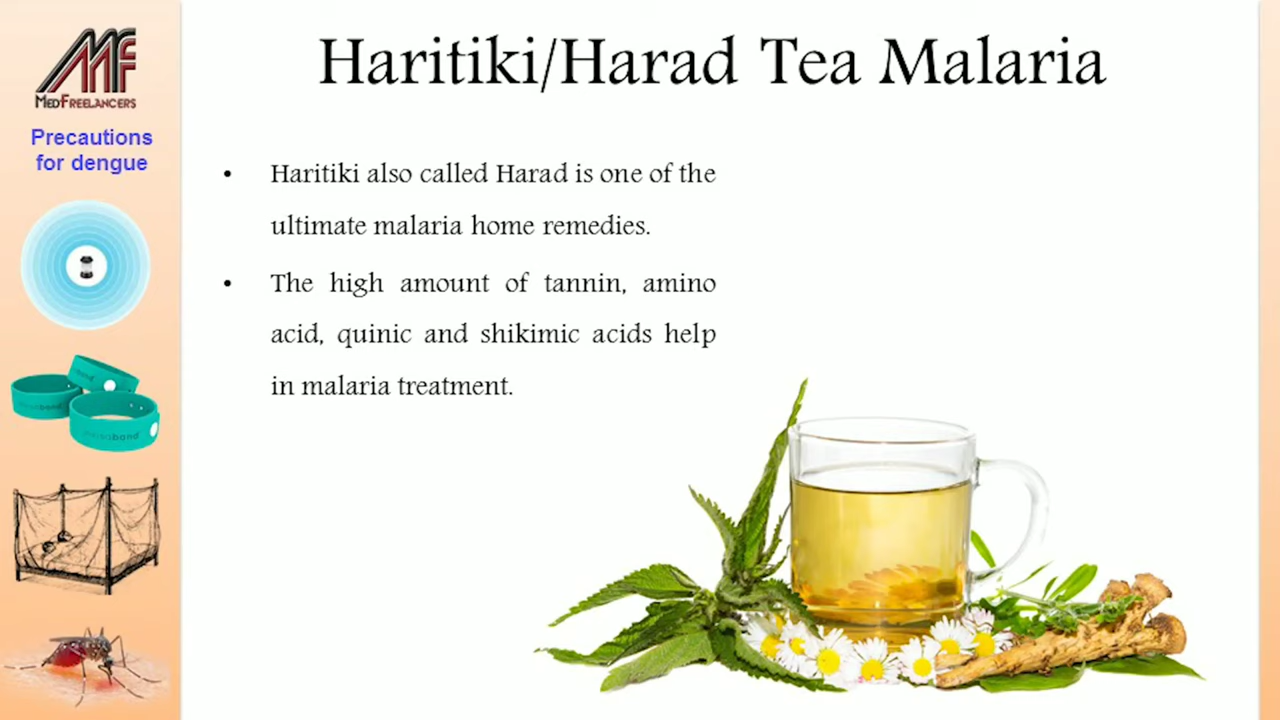 MF
MEDFREELANCERS
Precautions
for dengue
Haritiki/Harad Tea Malaria
• Haritiki also called Harad is one of the
ultimate malaria home remedies.
• The high amount of tannin, amino
acid, quinic and shikimic acids help
in malaria treatment.